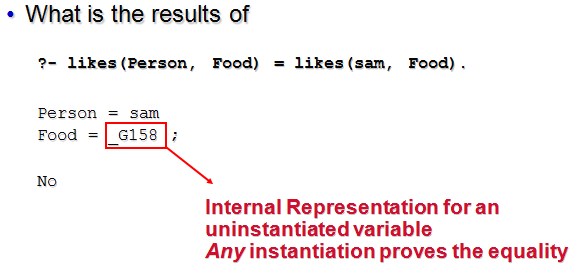 • What is the results of
?- likes(Person, Food) = likes(sam, Food).
Person = sam
Food = _G158 ;
No
Internal Representation for an
uninstantiated variable
Any instantiation proves the equality